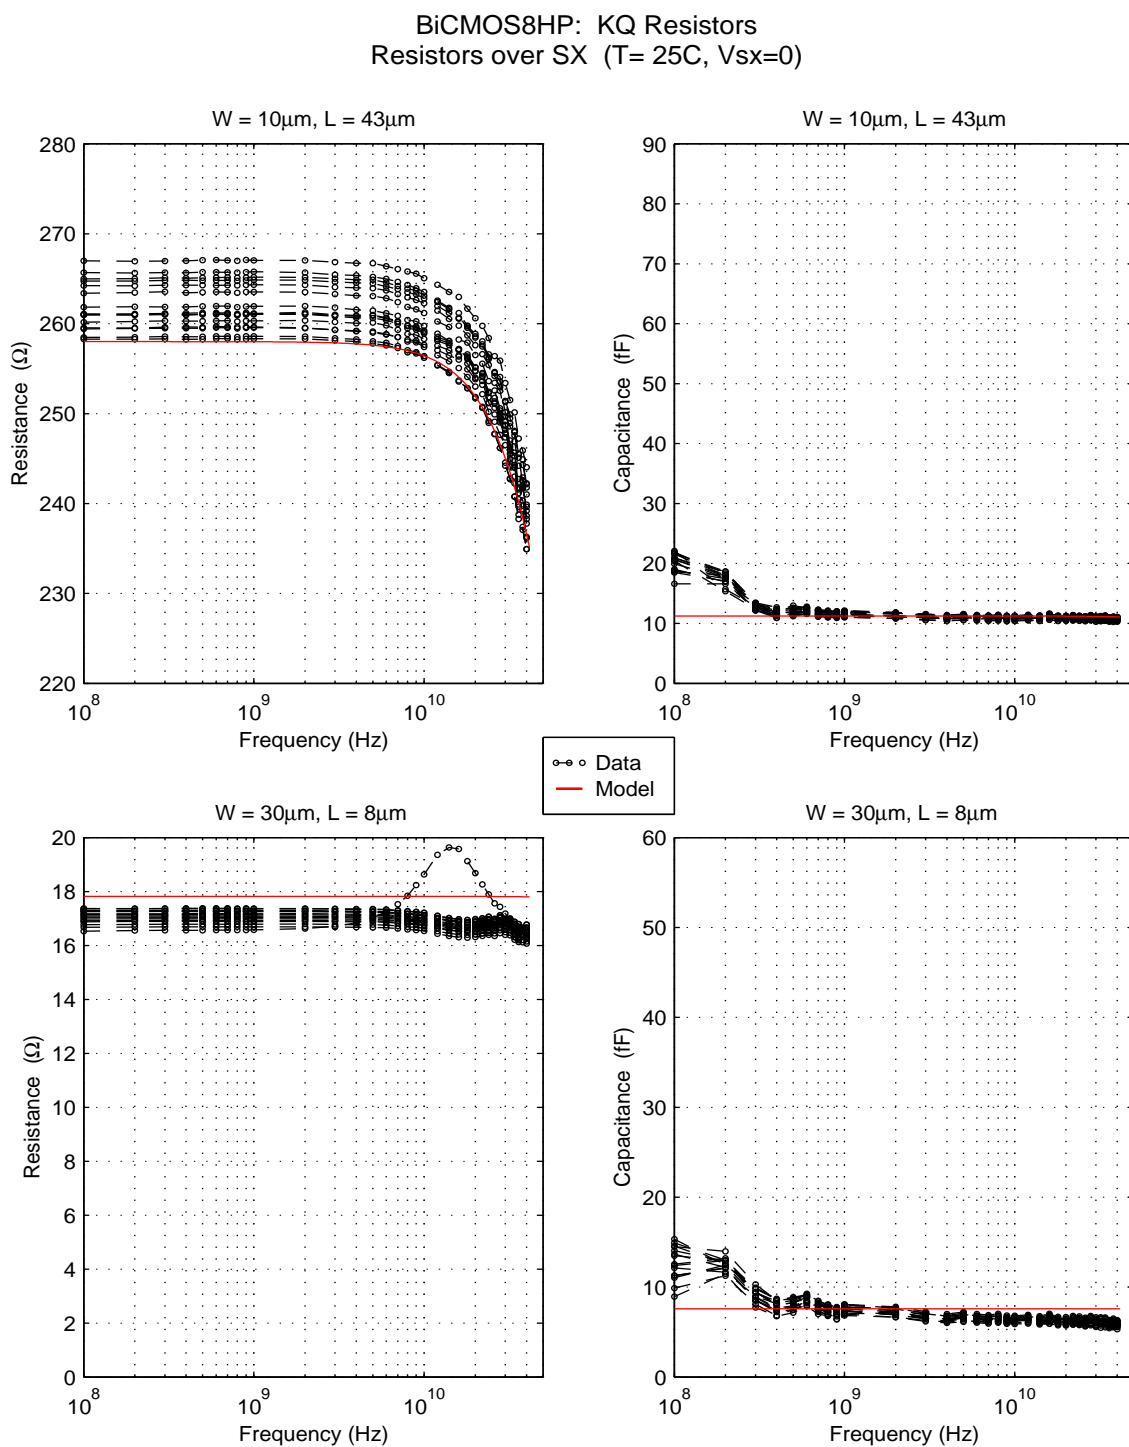 BiCMOS8HP: KQ Resistors
Resistors over SX (T= 25C, Vsx=0)
W = 10μm, L = 43μm
280
270
260
250
240
230
220
Resistance (Ω)
10^8
10^9
10^10
Frequency (Hz)
W = 10μm, L = 43μm
90
80
70
60
50
40
30
20
10
0
Capacitance (fF)
10^8
10^9
10^10
Frequency (Hz)
Data
Model
W = 30μm, L = 8μm
20
18
16
14
12
10
8
6
4
2
0
Resistance (Ω)
10^8
10^9
10^10
Frequency (Hz)
W = 30μm, L = 8μm
60
50
40
30
20
10
0
Capacitance (fF)
10^8
10^9
10^10
Frequency (Hz)